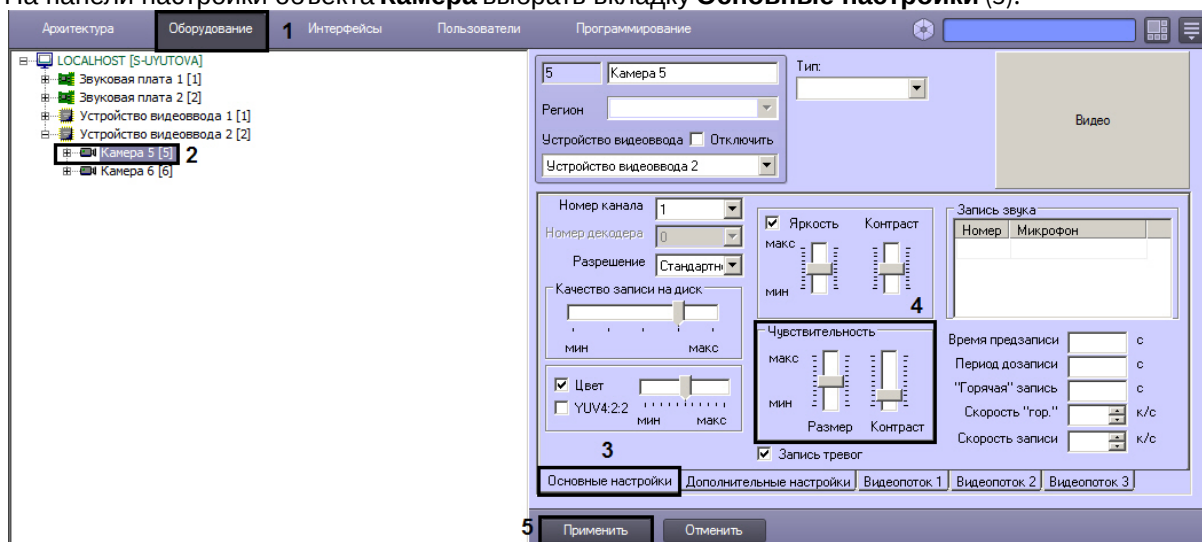 На панели настройки объекта Камера выбрать вкладку Основные настройки (5).
Архитектура Оборудование 1 Интерфейсы Пользователи Программирование
LOCALHOST [S-UYUTOVA]
Звуковая плата 1 [1]
Звуковая плата 2 [2]
Устройство видеоввода 1 [1]
Устройство видеоввода 2 [2]
Камера 5 [5] 2
Камера 6 [6]
5 Камера 5
Тип:
Регион
Устройство видеоввода Отключить
Устройство видеоввода 2
Видео
Номер канала 1
Номер декодера 0
Разрешение Стандартн
Качество записи на диск
мин макс
Цвет
YUV4:2:2
мин макс
3
Яркость Контраст
макс
мин
4
Чувствительность
макс
мин
Размер Контраст
Запись тревог
Запись звука
Номер Микрофон
Время предзаписи с
Период дозаписи с
"Горячая" запись с
Скорость "гор." к/с
Скорость записи к/с
Основные настройки Дополнительные настройки Видеопоток 1 Видеопоток 2 Видеопоток 3
5 Применить Отменить